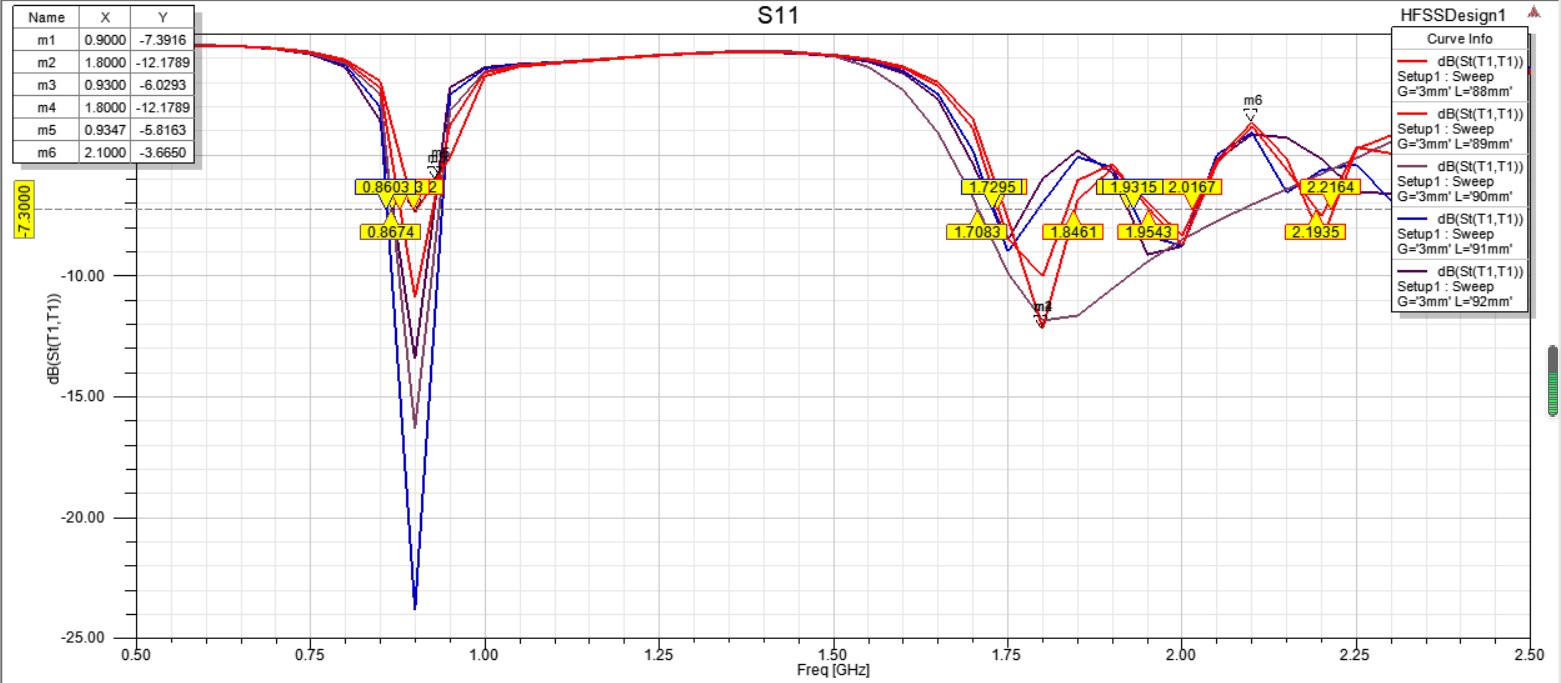 S11
HFSSDesign1
Name X Y
m1 0.9000 -7.3916
m2 1.8000 -12.1789
m3 0.9300 -6.0293
m4 1.8000 -12.1789
m5 0.9347 -5.8163
m6 2.1000 -3.6650
Curve Info
dB(St(T1,T1))
Setup1 : Sweep
G='3mm' L='88mm'
dB(St(T1,T1))
Setup1 : Sweep
G='3mm' L='89mm'
dB(St(T1,T1))
Setup1 : Sweep
G='3mm' L='90mm'
dB(St(T1,T1))
Setup1 : Sweep
G='3mm' L='91mm'
dB(St(T1,T1))
Setup1 : Sweep
G='3mm' L='92mm'
m6
-7.3000
0.8603
1.7295
1.9315
2.0167
2.2164
0.8674
1.7083
1.8461
1.9543
2.1935
dB(St(T1,T1))
-10.00
-15.00
-20.00
-25.00
0.50 0.75 1.00 1.25 1.50 1.75 2.00 2.25 2.50
Freq [GHz]